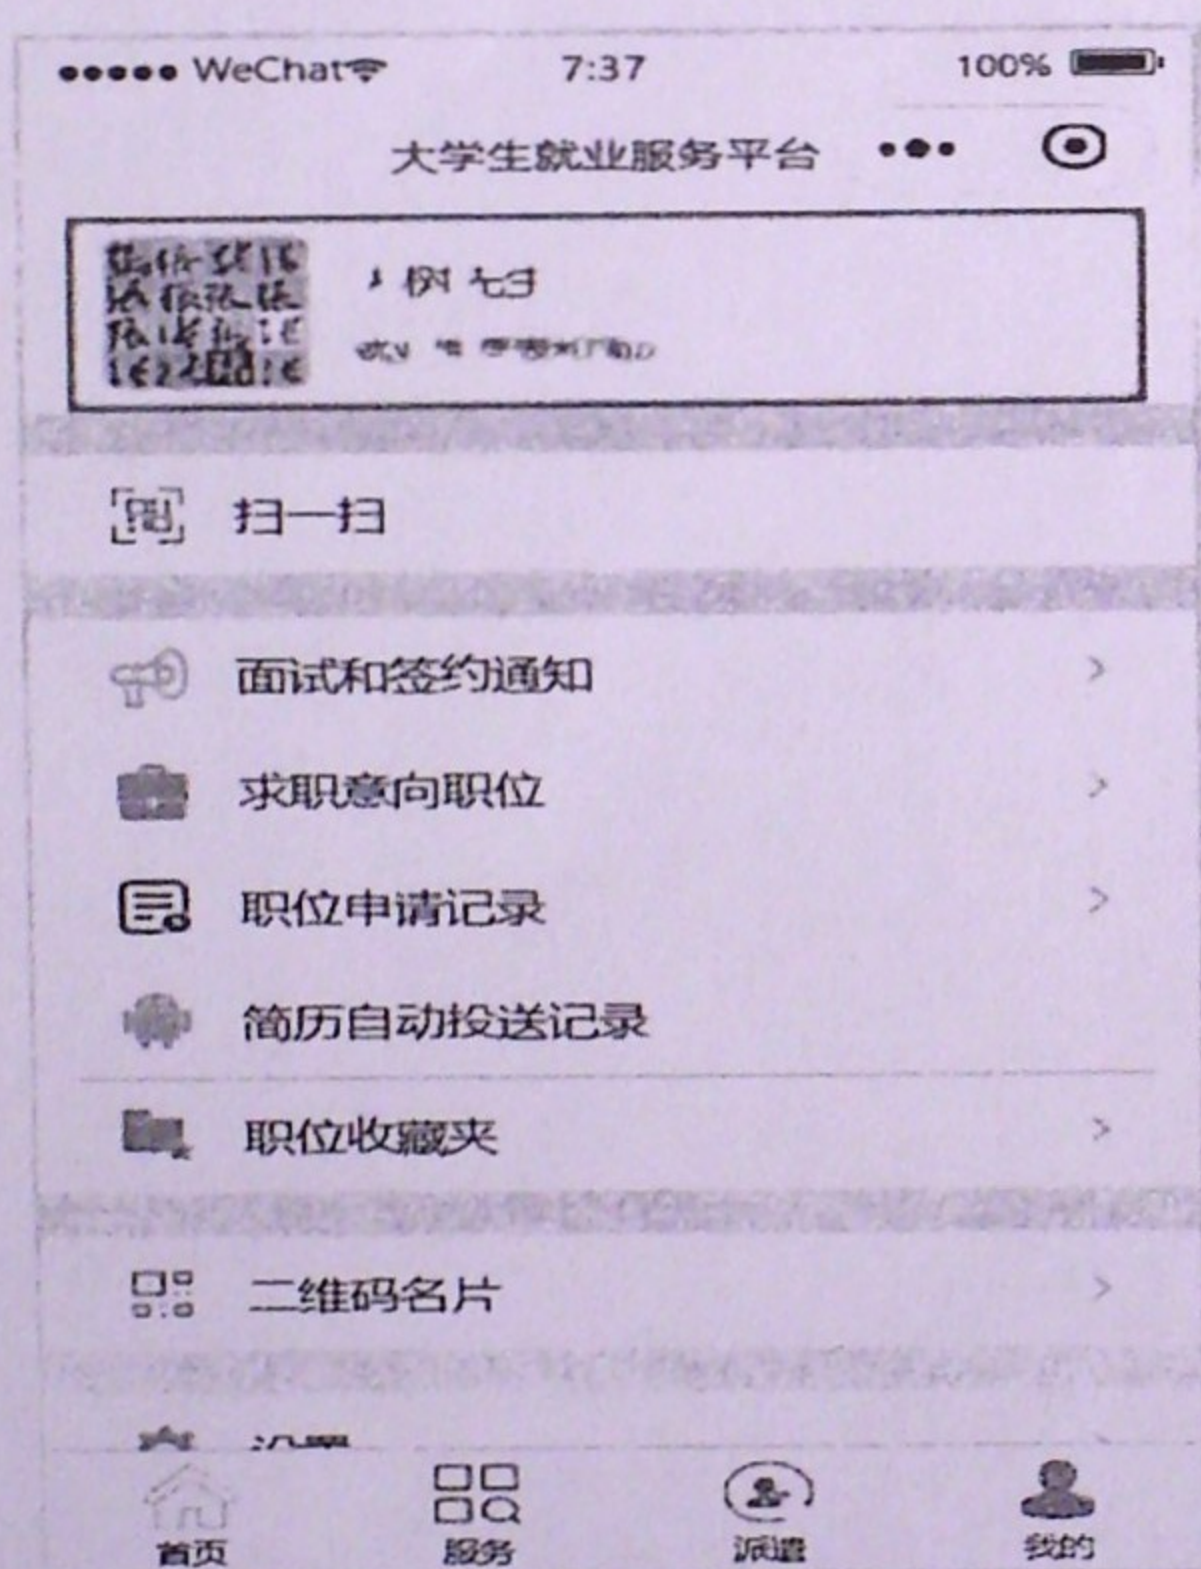 WeChat 7:37 100%
大学生就业服务平台
扫一扫
面试和签约通知
求职意向职位
职位申请记录
简历自动投送记录
职位收藏夹
二维码名片
首页 服务 派遣 我的